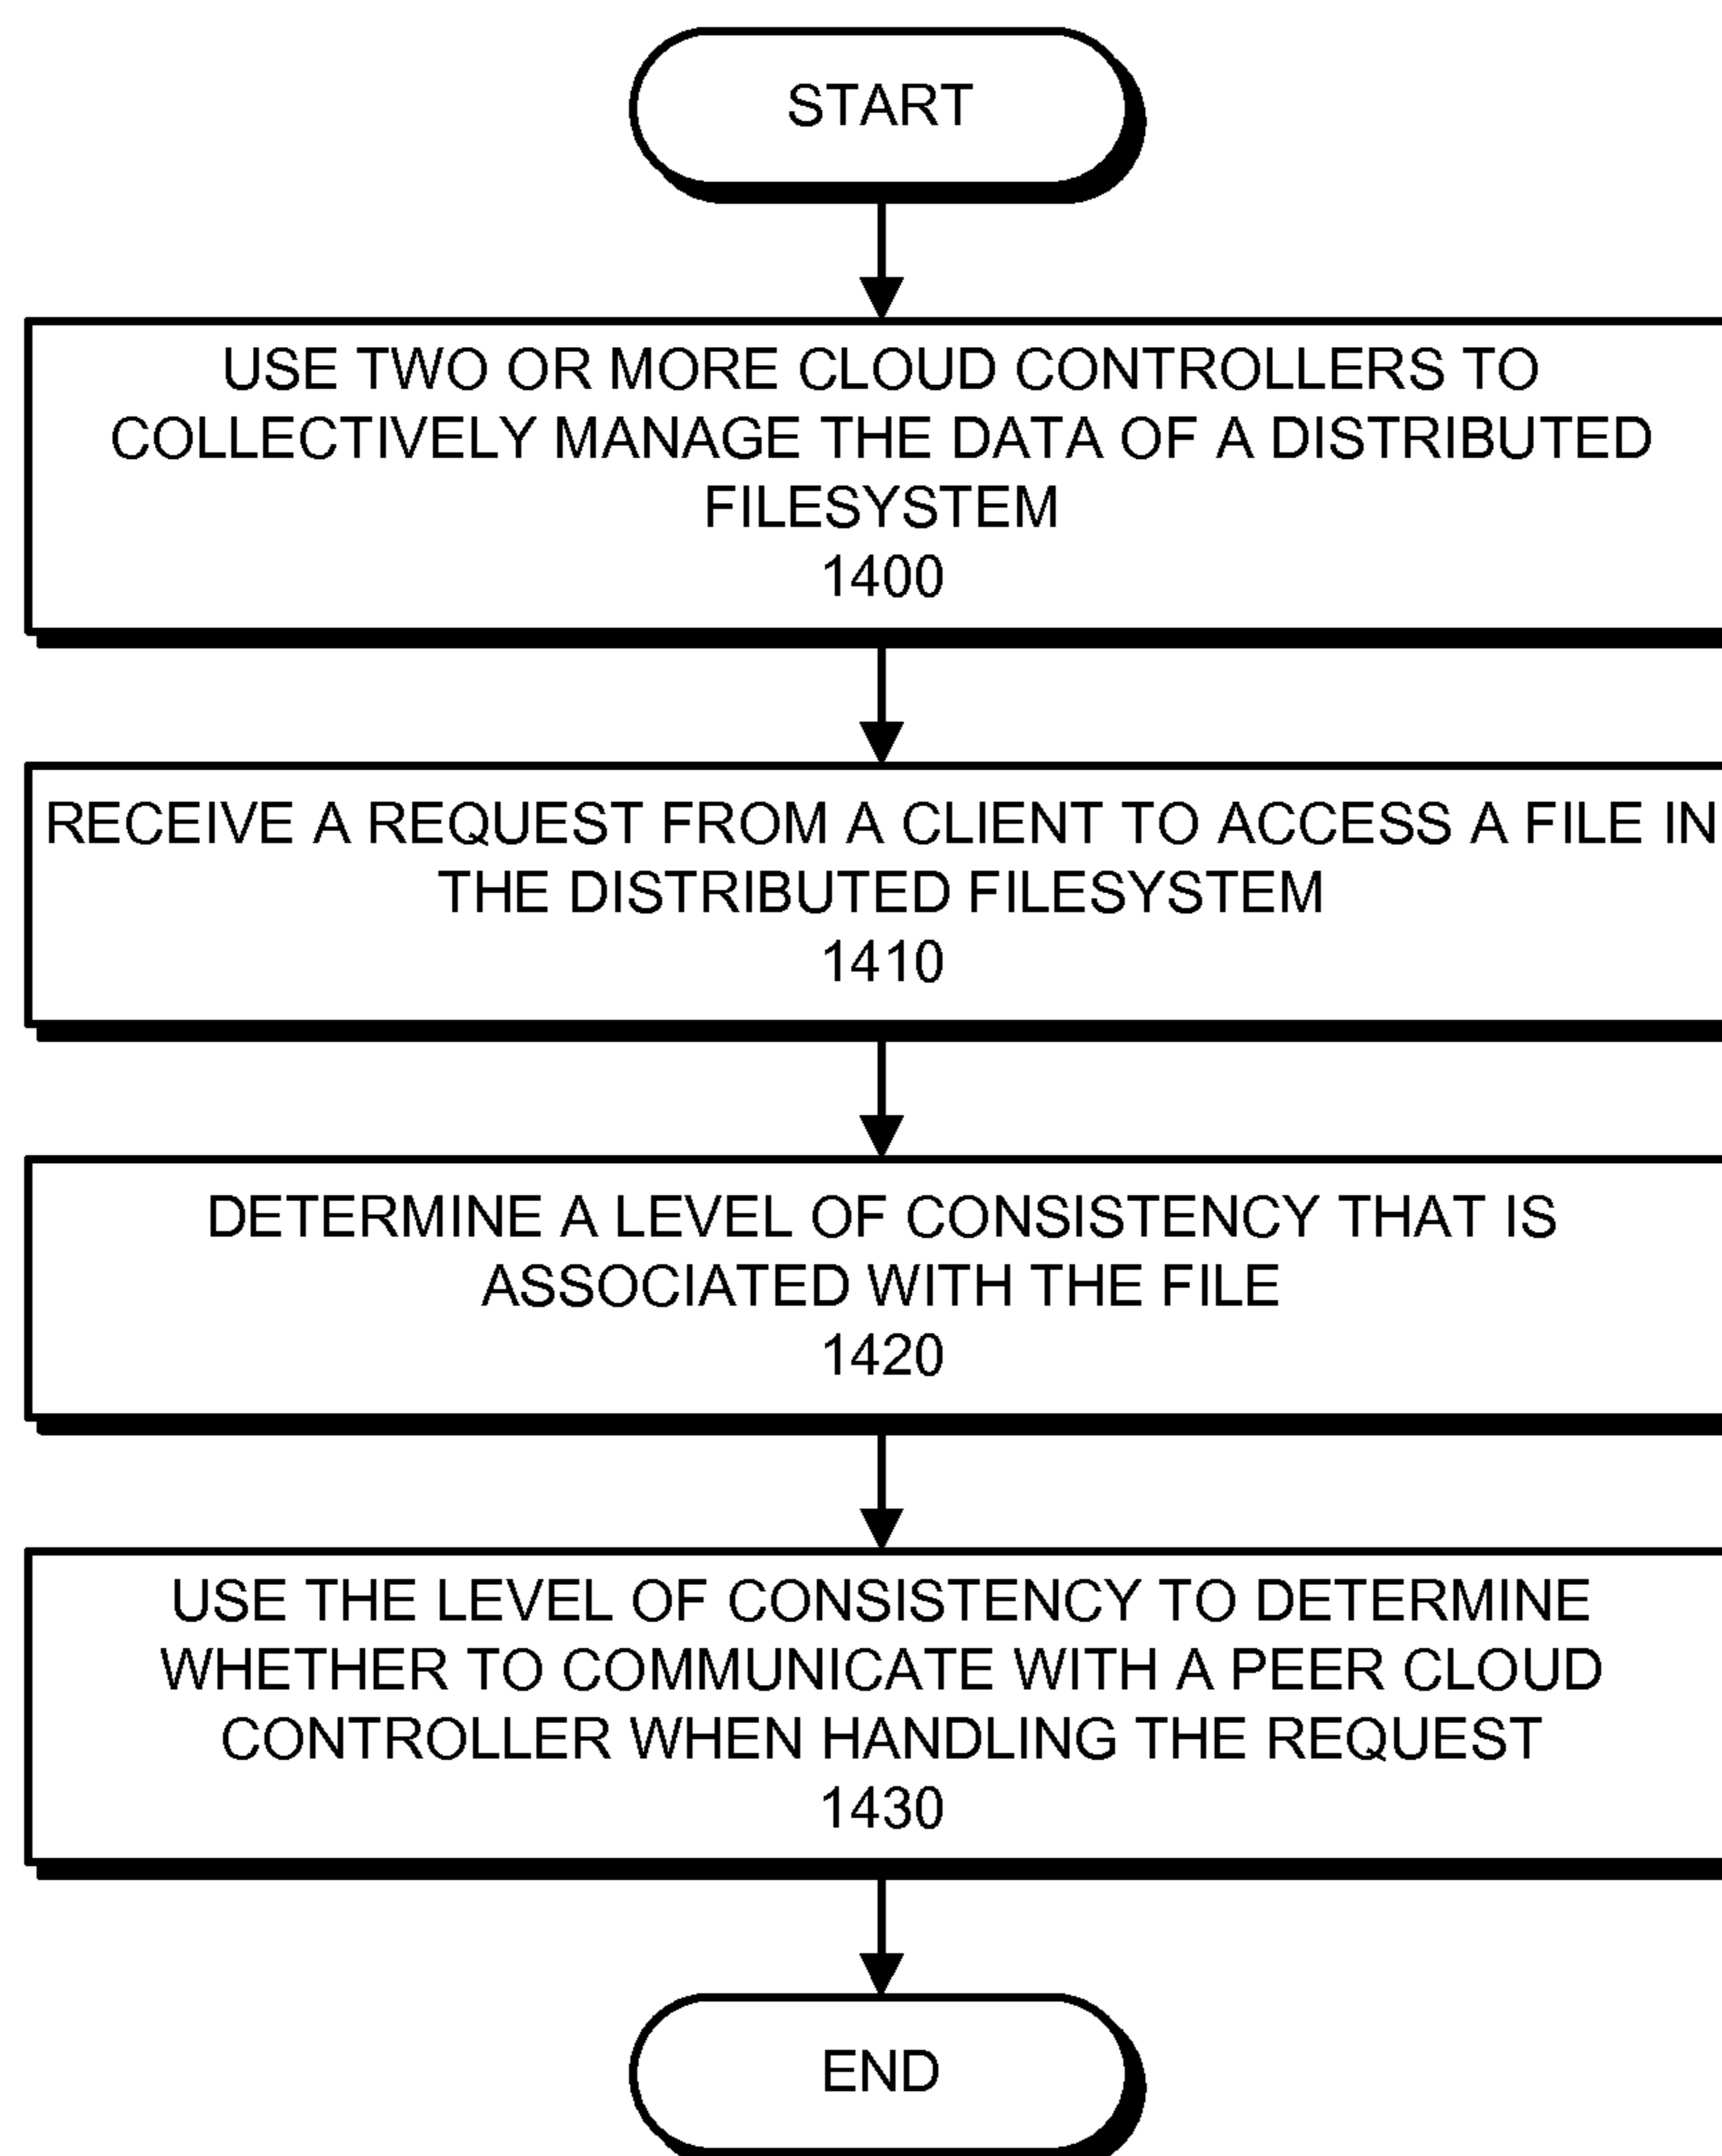 START
USE TWO OR MORE CLOUD CONTROLLERS TO
COLLECTIVELY MANAGE THE DATA OF A DISTRIBUTED
FILESYSTEM
1400
RECEIVE A REQUEST FROM A CLIENT TO ACCESS A FILE IN
THE DISTRIBUTED FILESYSTEM
1410
DETERMINE A LEVEL OF CONSISTENCY THAT IS
ASSOCIATED WITH THE FILE
1420
USE THE LEVEL OF CONSISTENCY TO DETERMINE
WHETHER TO COMMUNICATE WITH A PEER CLOUD
CONTROLLER WHEN HANDLING THE REQUEST
1430
END